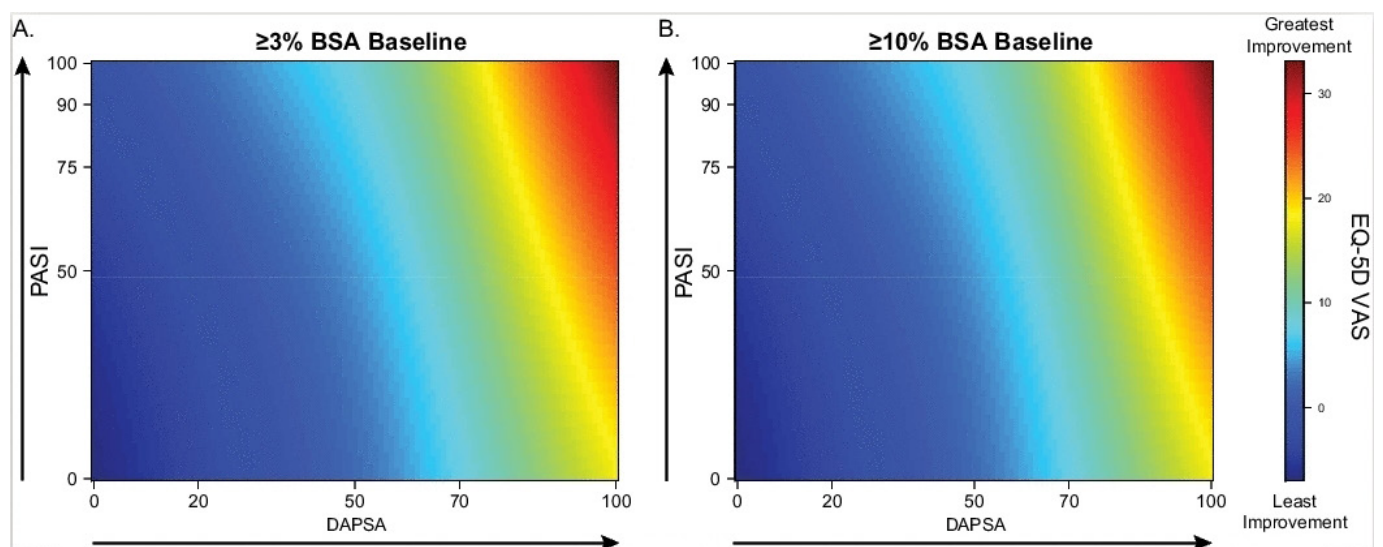 A.
≥3% BSA Baseline
100
90
75
50
0
PASI
0 20 50 70 100
DAPSA
B.
≥10% BSA Baseline
100
90
75
50
0
PASI
0 20 50 70 100
DAPSA
Greatest
Improvement
30
20
10
0
EQ-5D VAS
Least
Improvement